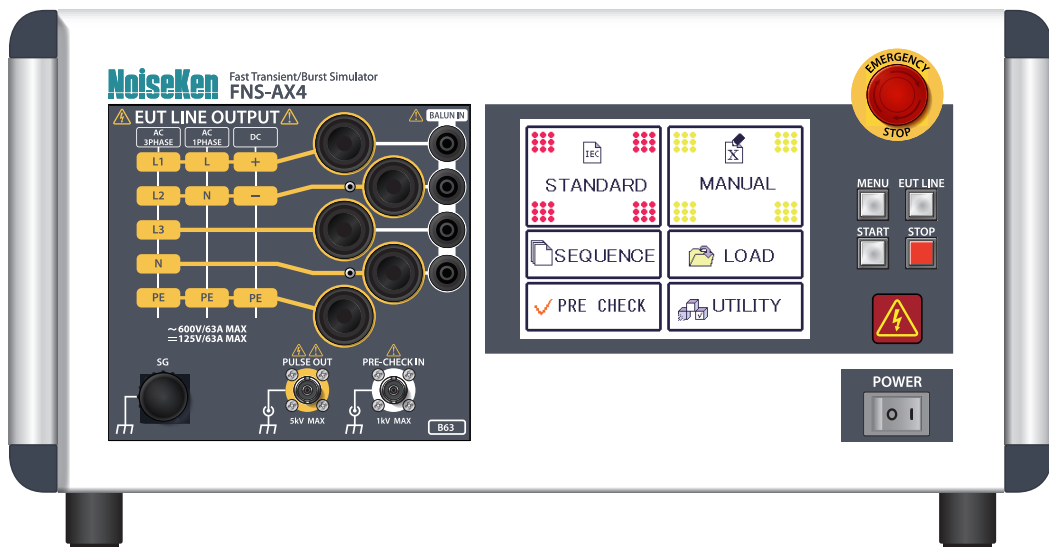 NoiseKen
Fast Transient/Burst Simulator
FNS-AX4
EUT LINE OUTPUT
BALUN IN
AC
3PHASE
AC
1PHASE
DC
L1
L
+
L2
N
−
L3
N
PE
PE
PE
~600V/63A MAX
⎓125V/63A MAX
SG
PULSE OUT
5kV MAX
PRE-CHECK IN
1kV MAX
B63
IEC
STANDARD
X
MANUAL
SEQUENCE
LOAD
PRE CHECK
UTILITY
EMERGENCY
STOP
MENU
EUT LINE
START
STOP
POWER
O I